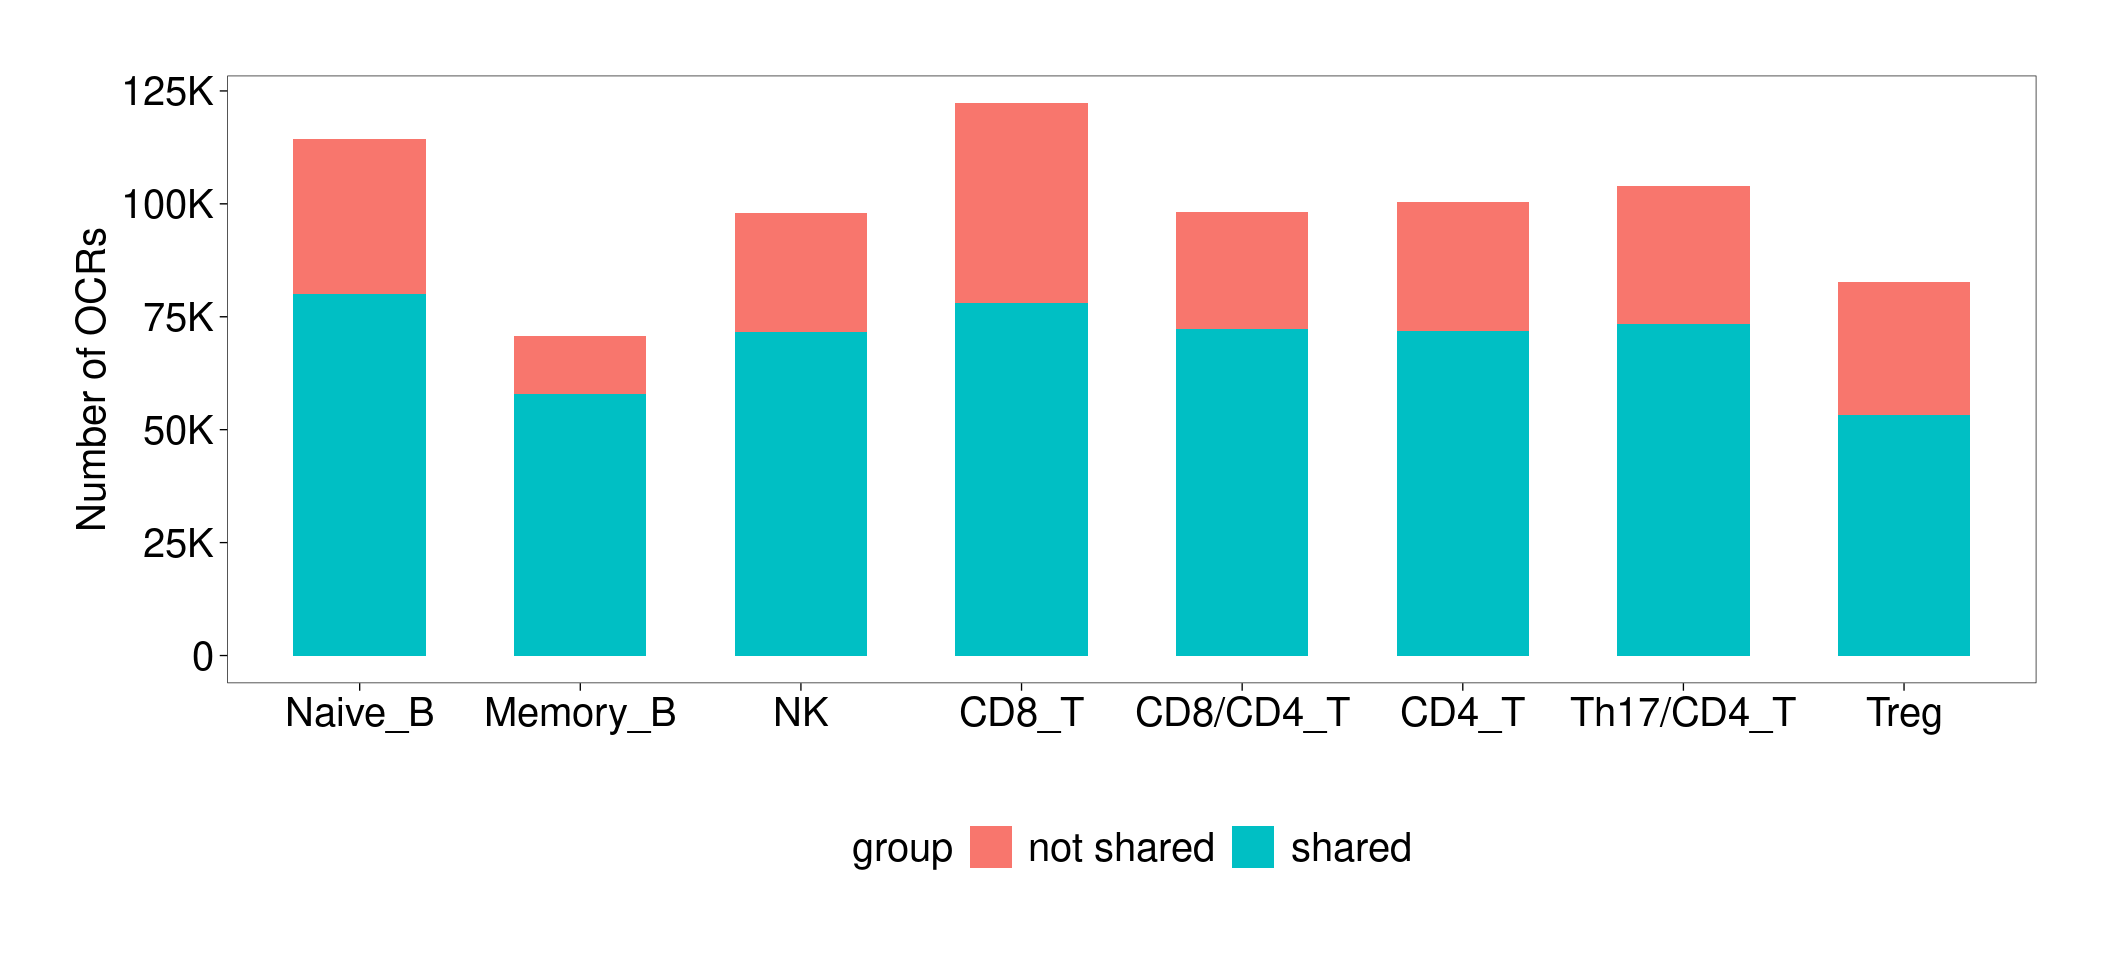 Number of OCRs
125K
100K
75K
50K
25K
0
Naive_B Memory_B NK CD8_T CD8/CD4_T CD4_T Th17/CD4_T Treg
group not shared shared